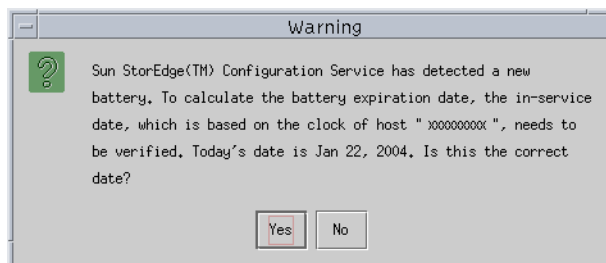 Warning
Sun StorEdge(TM) Configuration Service has detected a new
battery. To calculate the battery expiration date, the in-service
date, which is based on the clock of host " XXXXXXXXX ", needs to
be verified. Today's date is Jan 22, 2004. Is this the correct
date?
Yes No